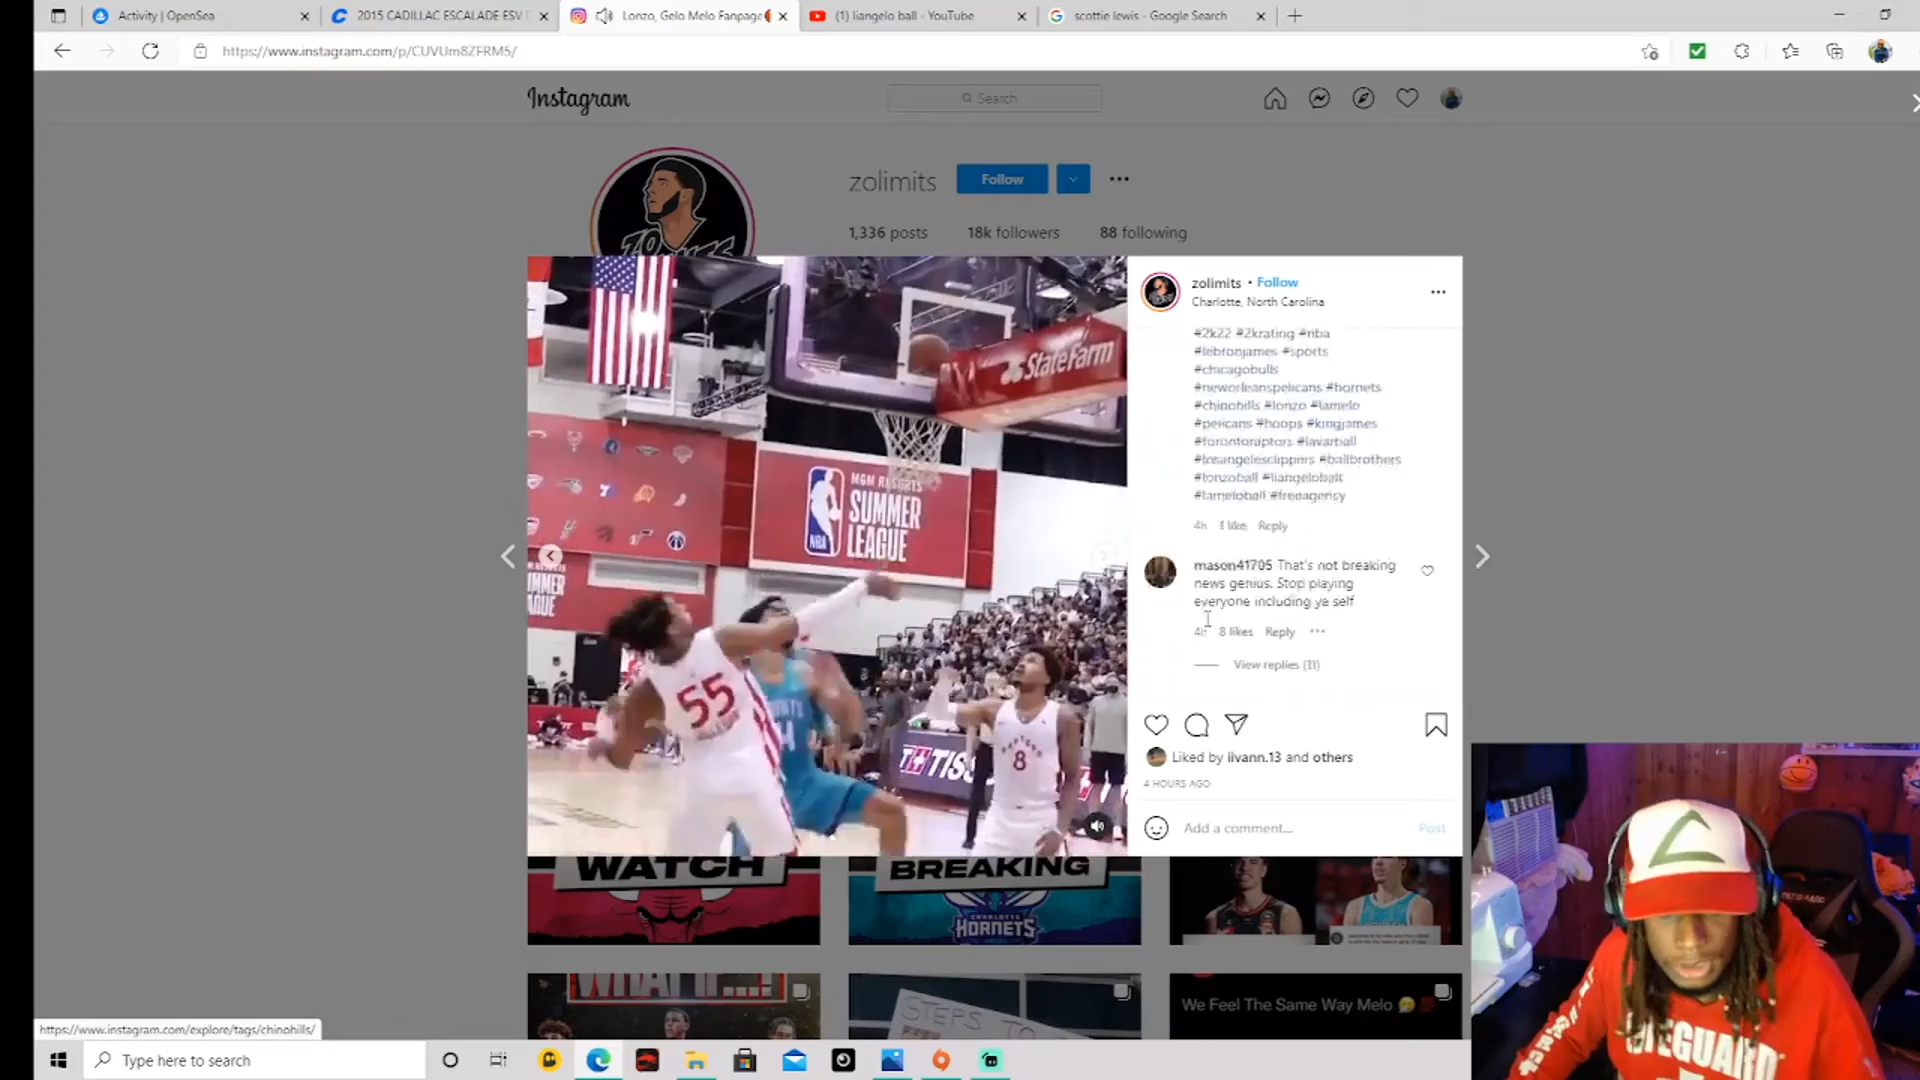 Activity | OpenSea
2015 CADILLAC ESCALADE ESV
Lonzo, Gelo Melo Fanpage
(1) liangelo ball - YouTube
scottie lewis - Google Search
https://www.instagram.com/p/CUVUm8ZFRM5/
Instagram
Search
zolimits
Follow
1,336 posts
18k followers
88 following
zolimits • Follow
Charlotte, North Carolina
#2k22 #2krating #nba
#lebronjames #sports
#chicagobulls
#neworleanspelicans #hornets
#chinohills #lonzo #lamelo
#pelicans #hoops #kingjames
#torontoraptors #lavarball
#losangelesclippers #ballbrothers
#lonzoball #liangeloball
#lameloball #freeagency
4h 1 like Reply
mason41705 That's not breaking
news genius. Stop playing
everyone including ya self
4h 8 likes Reply
View replies (11)
Liked by iivann.13 and others
4 HOURS AGO
Add a comment...
Post
StateFarm
MGM RESORTS
SUMMER
LEAGUE
NBA
55
8
WATCH
BREAKING
CHARLOTTE
HORNETS
WHAT IF...!
STEPS TO
We Feel The Same Way Melo
https://www.instagram.com/explore/tags/chinohills/
Type here to search